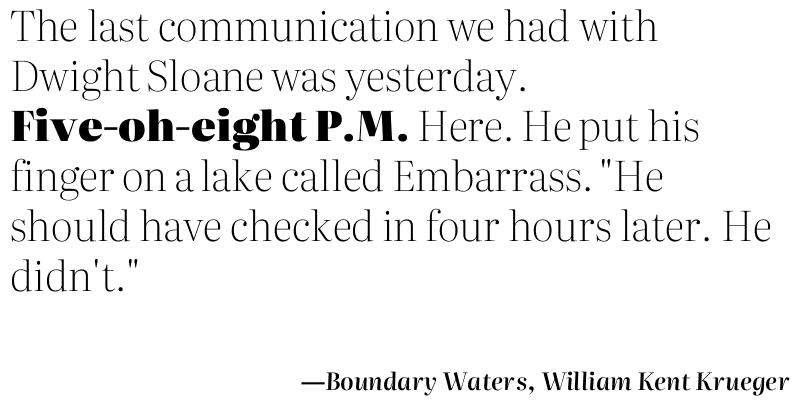 The last communication we had with
Dwight Sloane was yesterday.
Five-oh-eight P.M. Here. He put his
finger on a lake called Embarrass. "He
should have checked in four hours later. He
didn't."
—Boundary Waters, William Kent Krueger